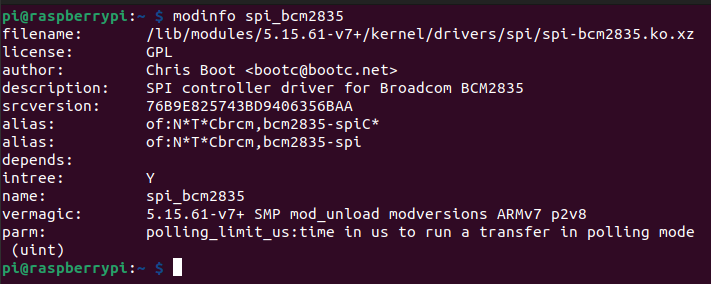 pi@raspberrypi:~ $ modinfo spi_bcm2835
filename:       /lib/modules/5.15.61-v7+/kernel/drivers/spi/spi-bcm2835.ko.xz
license:        GPL
author:         Chris Boot <bootc@bootc.net>
description:    SPI controller driver for Broadcom BCM2835
srcversion:     76B9E825743BD9406356BAA
alias:          of:N*T*Cbrcm,bcm2835-spiC*
alias:          of:N*T*Cbrcm,bcm2835-spi
depends:
intree:         Y
name:           spi_bcm2835
vermagic:       5.15.61-v7+ SMP mod_unload modversions ARMv7 p2v8
parm:           polling_limit_us:time in us to run a transfer in polling mode
 (uint)
pi@raspberrypi:~ $